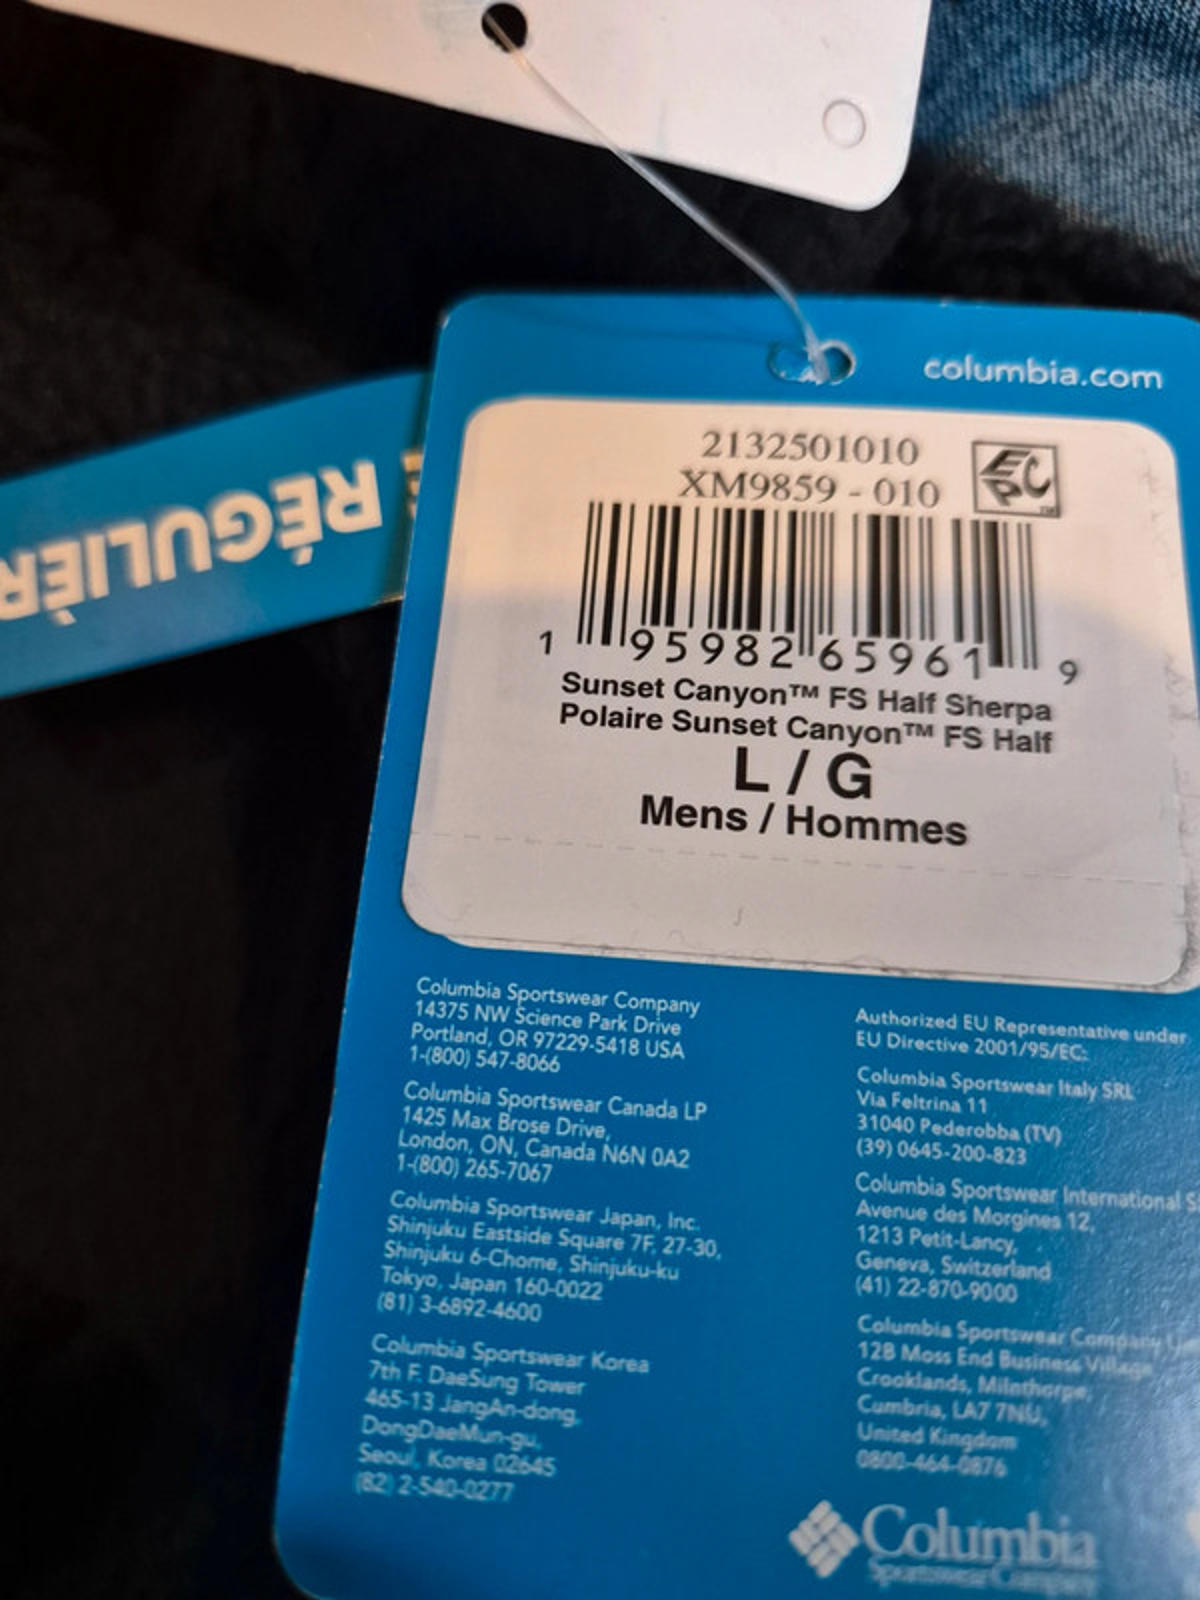 columbia.com
2132501010
XM9859 - 010
EPC
1 95982 65961 9
Sunset Canyon™ FS Half Sherpa
Polaire Sunset Canyon™ FS Half
L / G
Mens / Hommes
RÉGULIÈR
Columbia Sportswear Company
14375 NW Science Park Drive
Portland, OR 97229-5418 USA
1-(800) 547-8066
Columbia Sportswear Canada LP
1425 Max Brose Drive,
London, ON, Canada N6N 0A2
1-(800) 265-7067
Columbia Sportswear Japan, Inc.
Shinjuku Eastside Square 7F, 27-30,
Shinjuku 6-Chome, Shinjuku-ku
Tokyo, Japan 160-0022
(81) 3-6892-4600
Columbia Sportswear Korea
7th F. DaeSung Tower
465-13 JangAn-dong,
DongDaeMun-gu,
Seoul, Korea 02645
(82) 2-540-0277
Authorized EU Representative under
EU Directive 2001/95/EC:
Columbia Sportswear Italy SRL
Via Feltrina 11
31040 Pederobba (TV)
(39) 0645-200-823
Columbia Sportswear International
Avenue des Morgines 12,
1213 Petit-Lancy,
Geneva, Switzerland
(41) 22-870-9000
Columbia Sportswear Company
12B Moss End Business Village
Crooklands, Milnthorpe,
Cumbria, LA7 7NU,
United Kingdom
0800-464-0876
Columbia
Sportswear Company